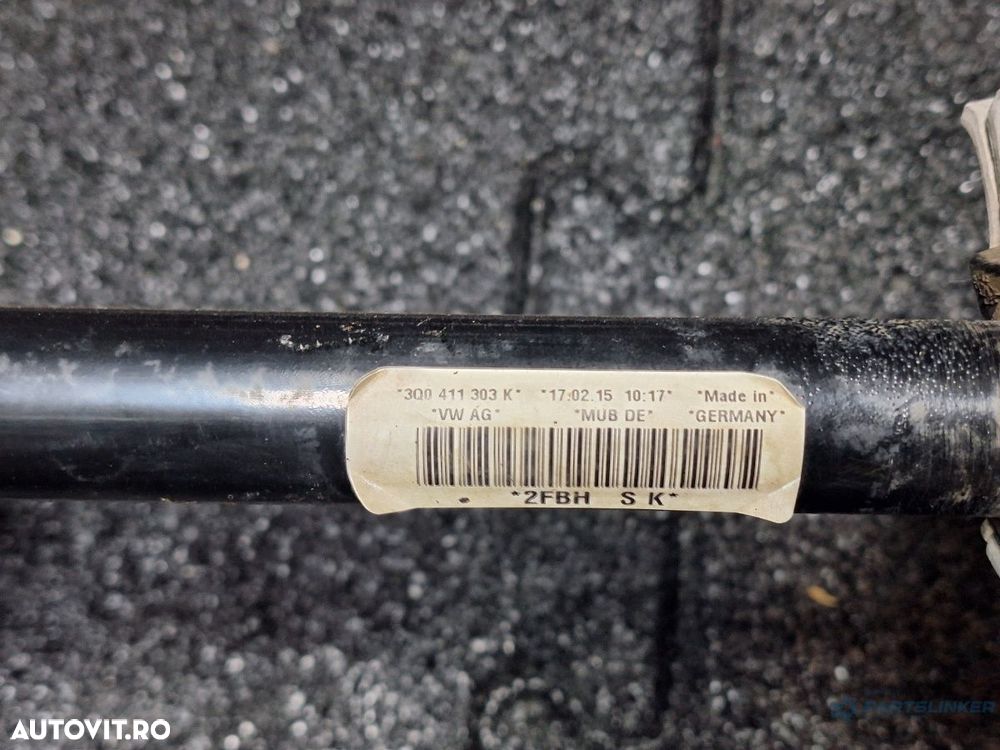 *3Q0 411 303 K* *17.02.15 10:17* *Made in*
*VW AG* *MUB DE* *GERMANY*
*2FBH S K*
AUTOVIT.RO
PARTSLINKER